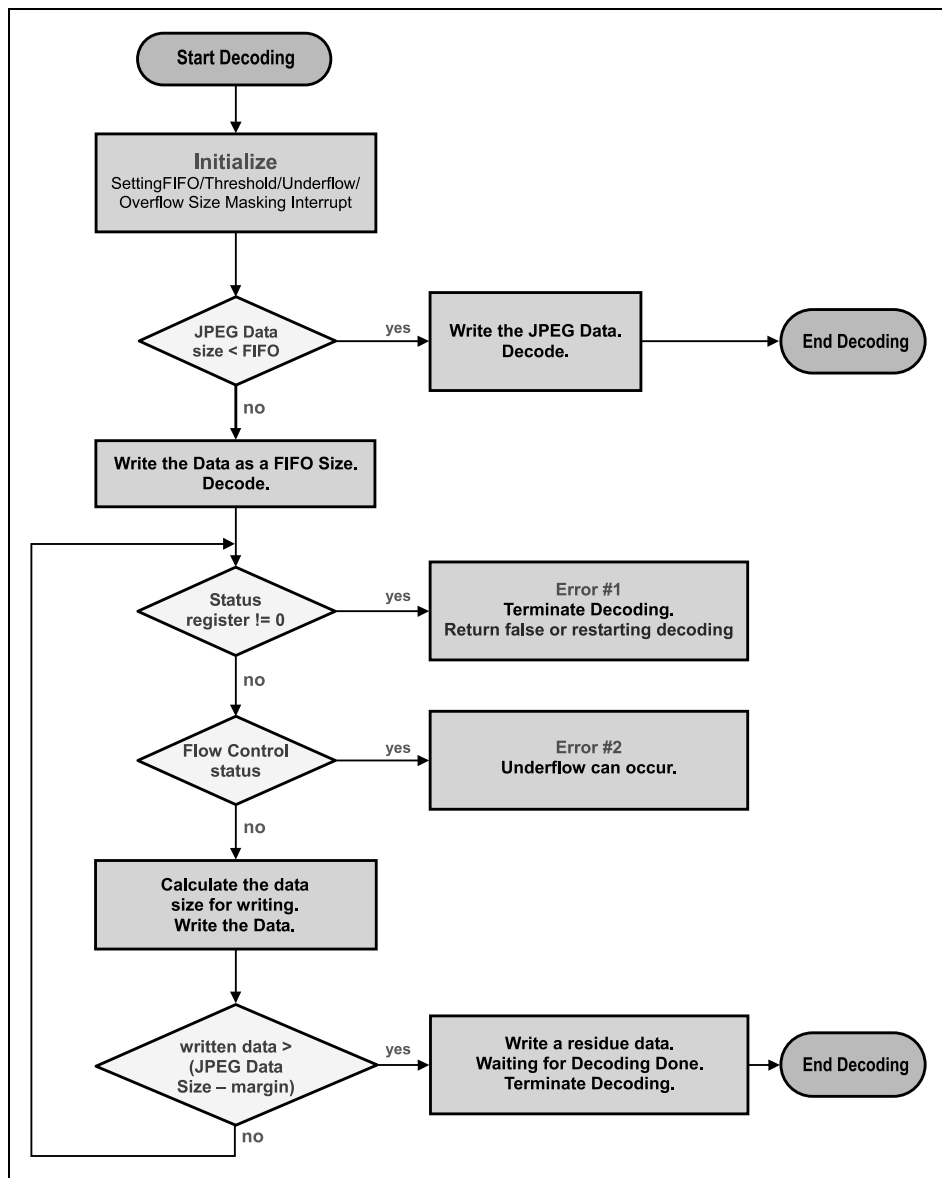 Start Decoding
Initialize
SettingFIFO/Threshold/Underflow/
Overflow Size Masking Interrupt
JPEG Data
size < FIFO
yes
Write the JPEG Data.
Decode.
End Decoding
no
Write the Data as a FIFO Size.
Decode.
Status
register != 0
yes
Error #1
Terminate Decoding.
Return false or restarting decoding
no
Flow Control
status
yes
Error #2
Underflow can occur.
no
Calculate the data
size for writing.
Write the Data.
written data >
(JPEG Data
Size – margin)
yes
Write a residue data.
Waiting for Decoding Done.
Terminate Decoding.
End Decoding
no